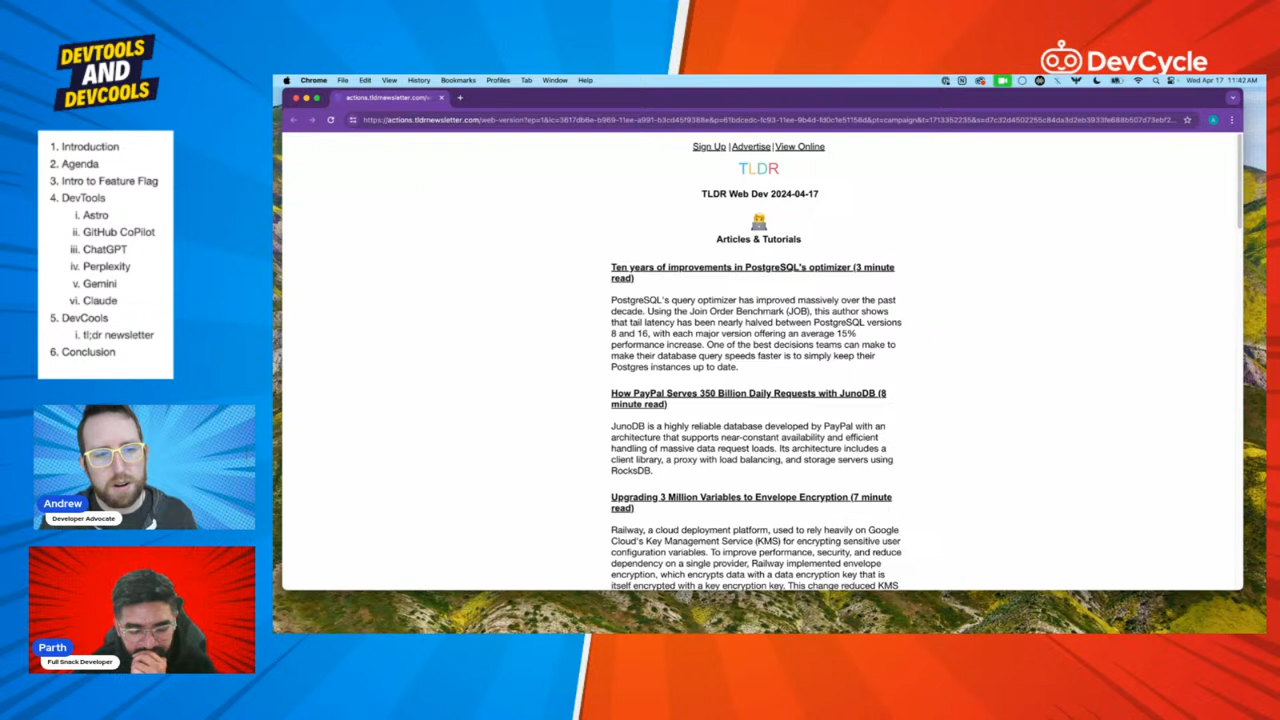 DEVTOOLS
AND
DEVCOOLS
DevCycle
1. Introduction
2. Agenda
3. Intro to Feature Flag
4. DevTools
i. Astro
ii. GitHub CoPilot
iii. ChatGPT
iv. Perplexity
v. Gemini
vi. Claude
5. DevCools
i. tl;dr newsletter
6. Conclusion
Andrew
Developer Advocate
Parth
Full Snack Developer
Chrome File Edit View History Bookmarks Profiles Tab Window Help
Wed Apr 17 11:42 AM
actions.tldrnewsletter.com/w
Sign Up |Advertise|View Online
TLDR
TLDR Web Dev 2024-04-17
Articles & Tutorials
Ten years of improvements in PostgreSQL's optimizer (3 minute
read)
PostgreSQL's query optimizer has improved massively over the past
decade. Using the Join Order Benchmark (JOB), this author shows
that tail latency has been nearly halved between PostgreSQL versions
8 and 16, with each major version offering an average 15%
performance increase. One of the best decisions teams can make to
make their database query speeds faster is to simply keep their
Postgres instances up to date.
How PayPal Serves 350 Billion Daily Requests with JunoDB (8
minute read)
JunoDB is a highly reliable database developed by PayPal with an
architecture that supports near-constant availability and efficient
handling of massive data request loads. Its architecture includes a
client library, a proxy with load balancing, and storage servers using
RocksDB.
Upgrading 3 Million Variables to Envelope Encryption (7 minute
read)
Railway, a cloud deployment platform, used to rely heavily on Google
Cloud's Key Management Service (KMS) for encrypting sensitive user
configuration variables. To improve performance, security, and reduce
dependency on a single provider, Railway implemented envelope
encryption, which encrypts data with a data encryption key that is
itself encrypted with a key encryption key. This change reduced KMS